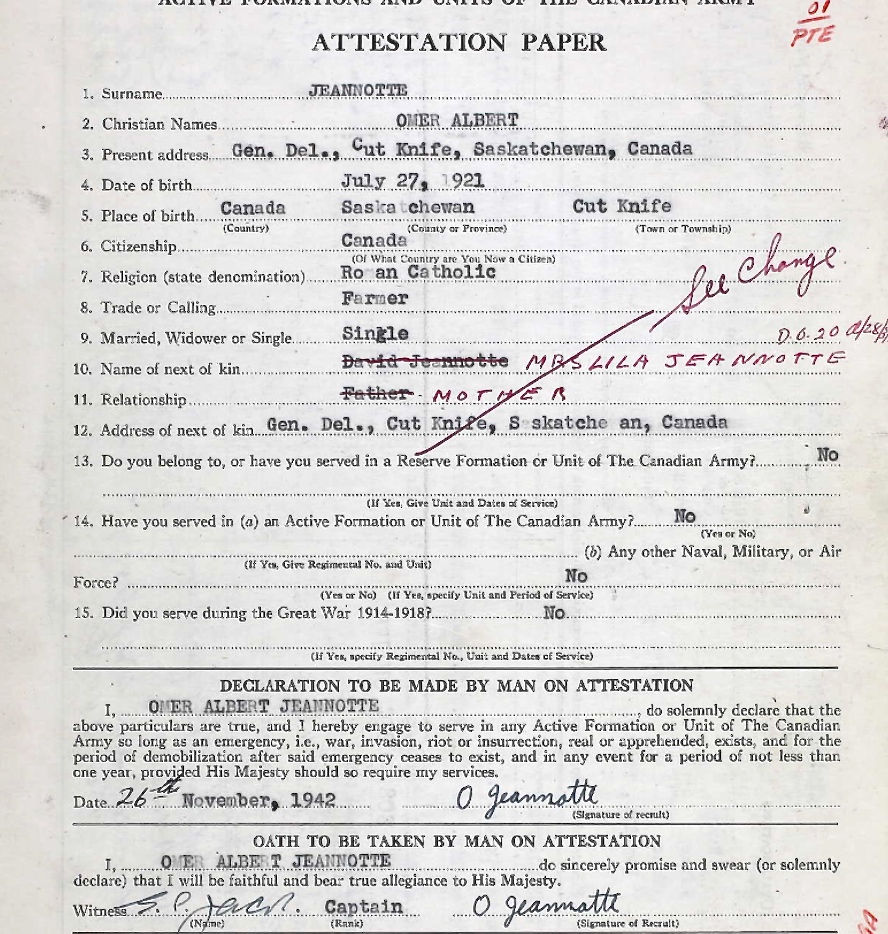 ACTIVE FORMATIONS AND UNITS OF THE CANADIAN ARMY
01
PTE
ATTESTATION PAPER
1. Surname JEANNOTTE
2. Christian Names OMER ALBERT
3. Present address Gen. Del., Cut Knife, Saskatchewan, Canada
4. Date of birth July 27, 1921
5. Place of birth Canada Saska chewan Cut Knife
(Country) (County or Province) (Town or Township)
6. Citizenship Canada
(Of What Country are You Now a Citizen)
7. Religion (state denomination) Ro an Catholic
See Change
8. Trade or Calling Farmer
9. Married, Widower or Single Single
D.O. 20
10. Name of next of kin David Jeannotte MRS LILA JEANNOTTE
11. Relationship Father MOTHER
12. Address of next of kin Gen. Del., Cut Knife, S skatche an, Canada
13. Do you belong to, or have you served in a Reserve Formation or Unit of The Canadian Army? No
(If Yes, Give Unit and Dates of Service)
14. Have you served in (a) an Active Formation or Unit of The Canadian Army? No
(Yes or No)
(b) Any other Naval, Military, or Air
(If Yes, Give Regimental No. and Unit)
Force? No
(Yes or No) (If Yes, specify Unit and Period of Service)
15. Did you serve during the Great War 1914-1918? No
(If Yes, specify Regimental No., Unit and Dates of Service)
DECLARATION TO BE MADE BY MAN ON ATTESTATION
I, OMER ALBERT JEANNOTTE, do solemnly declare that the
above particulars are true, and I hereby engage to serve in any Active Formation or Unit of The Canadian
Army so long as an emergency, i.e., war, invasion, riot or insurrection, real or apprehended, exists, and for the
period of demobilization after said emergency ceases to exist, and in any event for a period of not less than
one year, provided His Majesty should so require my services.
Date 26th November, 1942 O Jeannotte
(Signature of recruit)
OATH TO BE TAKEN BY MAN ON ATTESTATION
I, OMER ALBERT JEANNOTTE do sincerely promise and swear (or solemnly
declare) that I will be faithful and bear true allegiance to His Majesty.
Witness Captain O Jeannotte
(Name) (Rank) (Signature of Recruit)